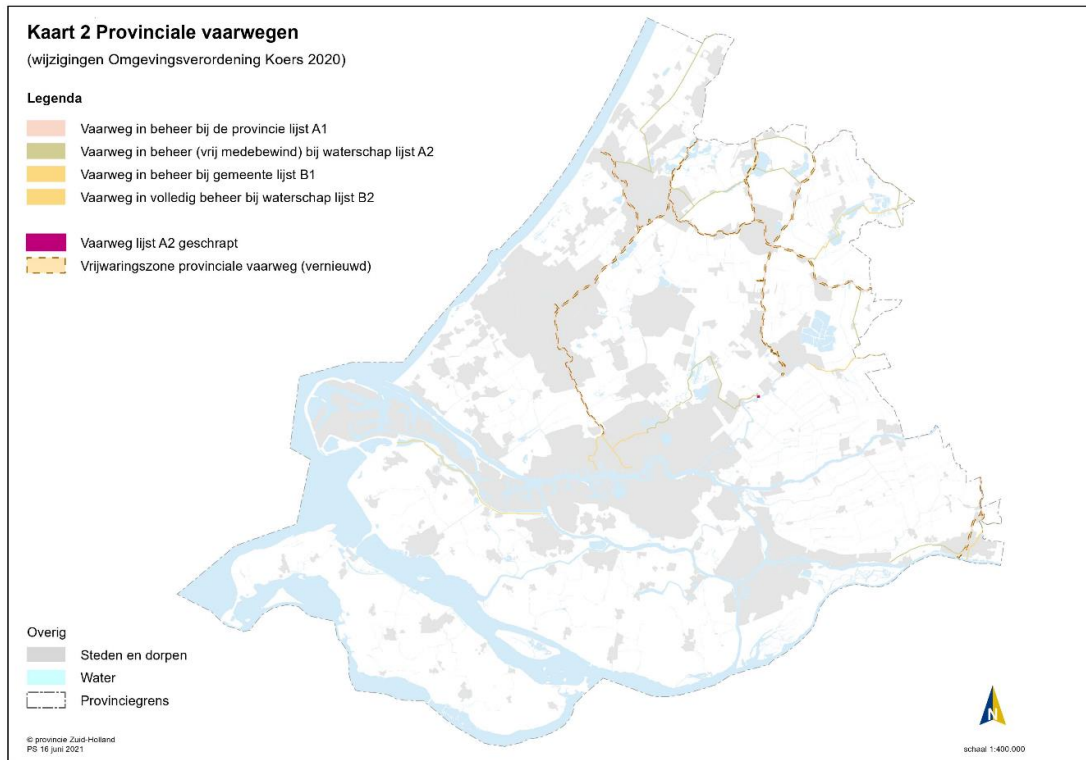 Kaart 2 Provinciale vaarwegen
(wijzigingen Omgevingsverordening Koers 2020)
Legenda
Vaarweg in beheer bij de provincie lijst A1
Vaarweg in beheer (vrij medebewind) bij waterschap lijst A2
Vaarweg in beheer bij gemeente lijst B1
Vaarweg in volledig beheer bij waterschap lijst B2
Vaarweg lijst A2 geschrapt
Vrijwaringszone provinciale vaarweg (vernieuwd)
Overig
Steden en dorpen
Water
Provinciegrens
© provincie Zuid-Holland
PS 16 juni 2021
N
schaal 1:400.000